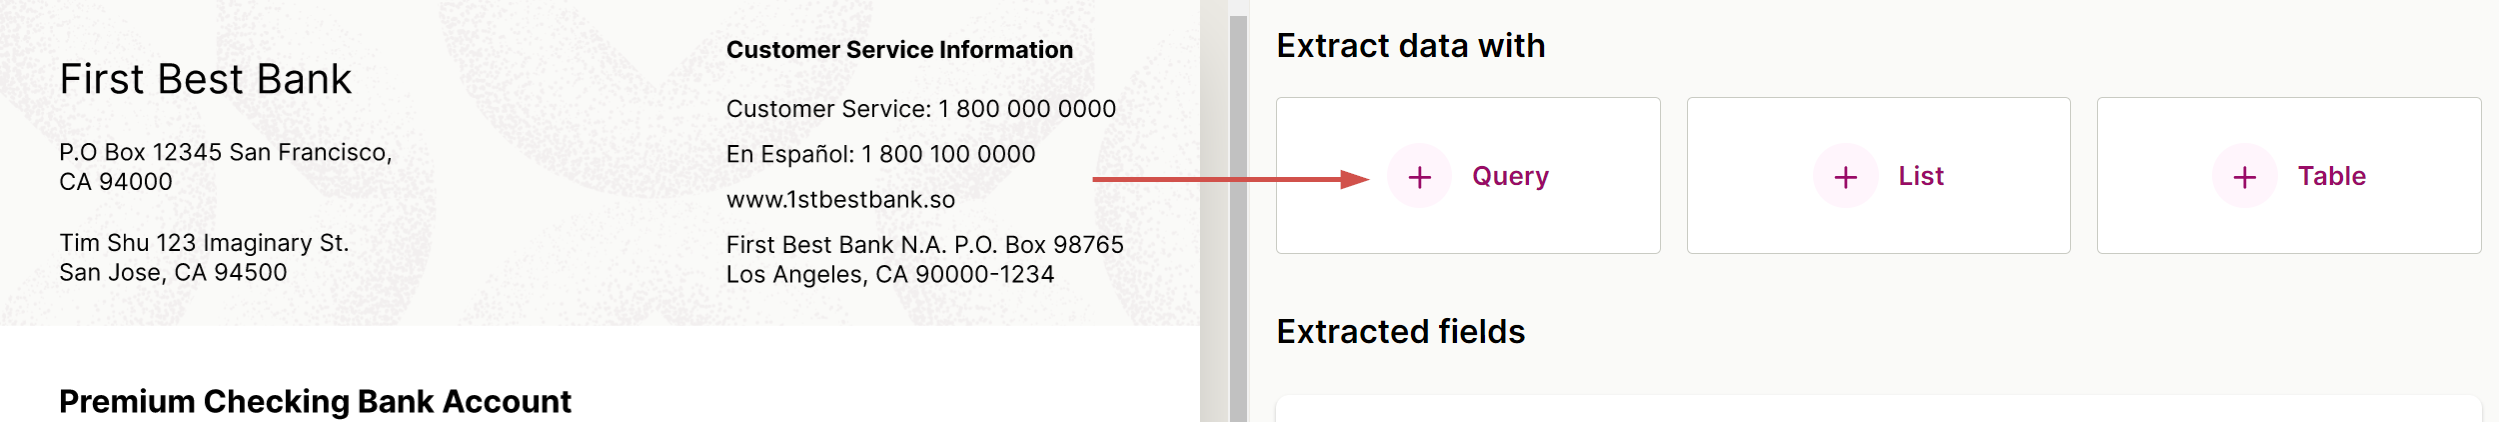 First Best Bank
P.O Box 12345 San Francisco,
CA 94000
Tim Shu 123 Imaginary St.
San Jose, CA 94500
Customer Service Information
Customer Service: 1 800 000 0000
En Español: 1 800 100 0000
www.1stbestbank.so
First Best Bank N.A. P.O. Box 98765
Los Angeles, CA 90000-1234
Premium Checking Bank Account
Extract data with
+ Query
+ List
+ Table
Extracted fields